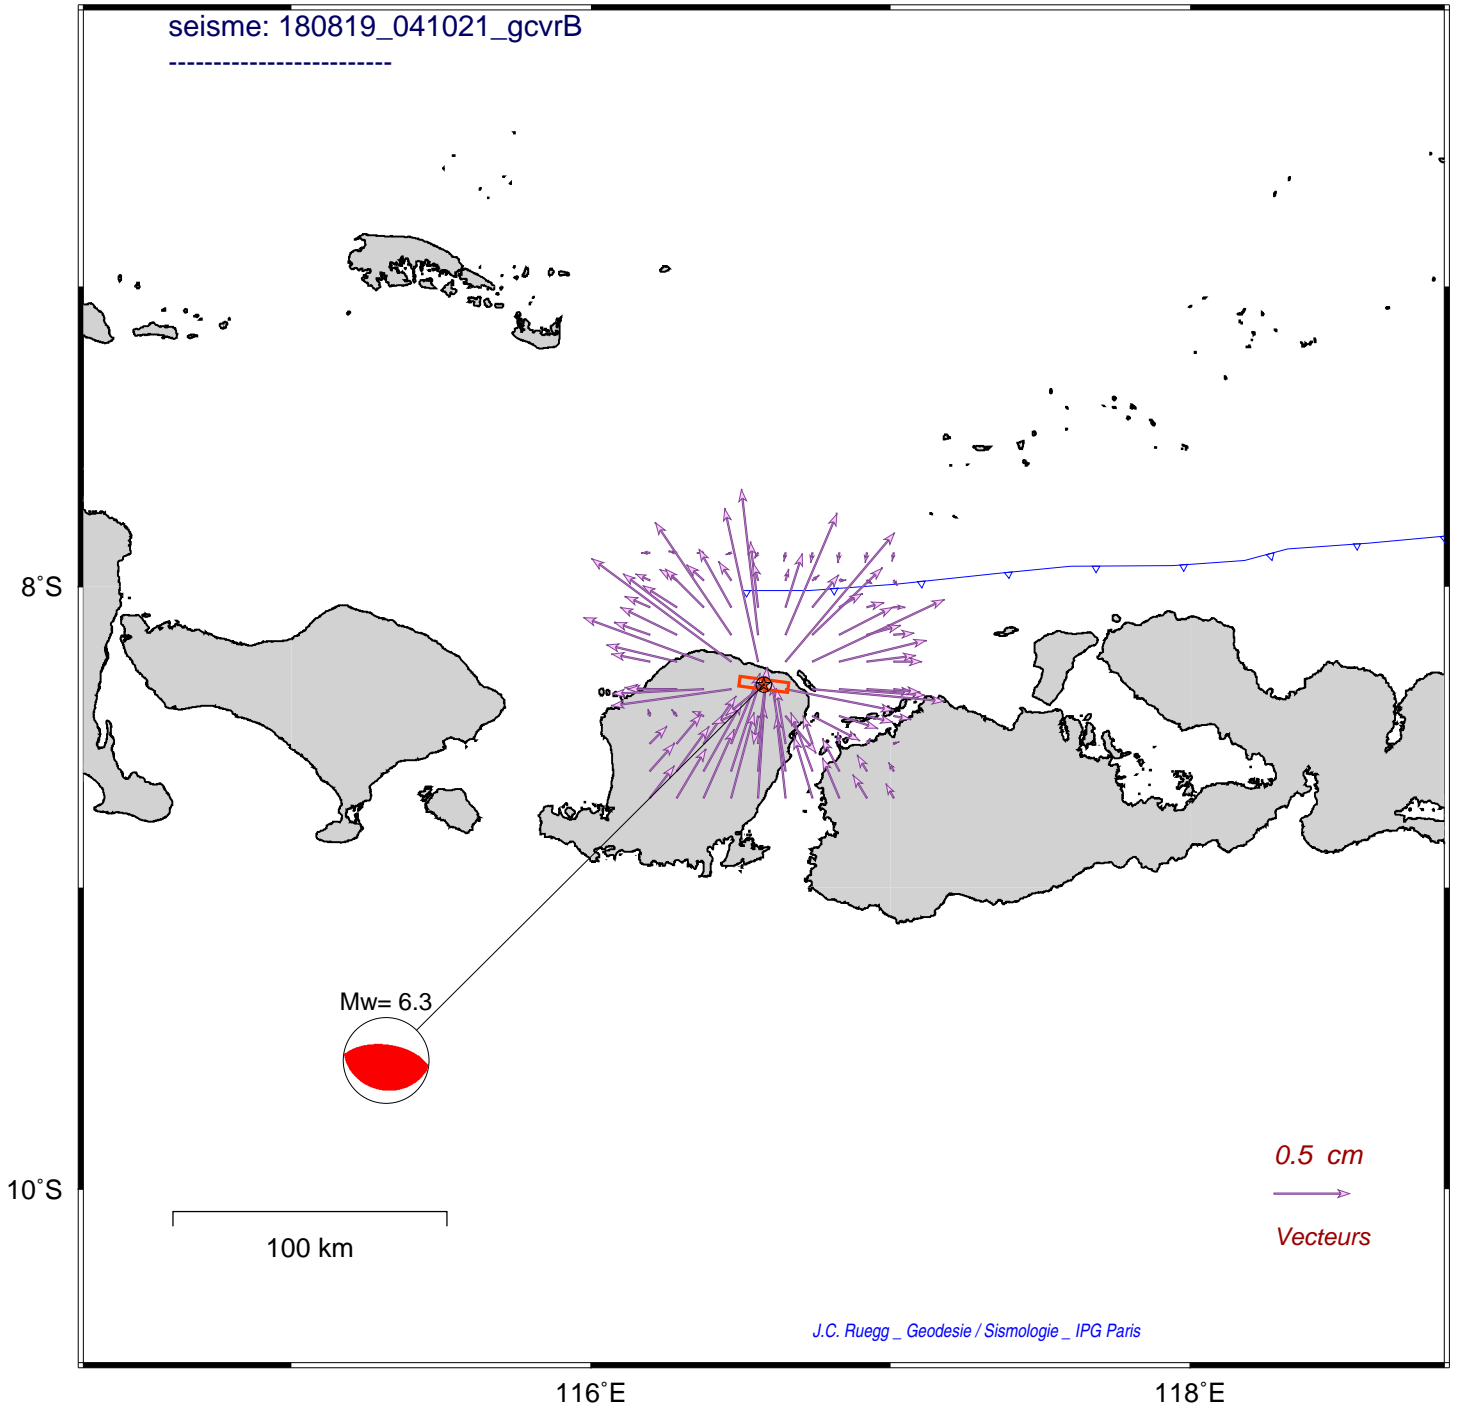 seisme: 180819_041021_gcvrB
-------------------------
8°S
Mw= 6.3
0.5 cm
10°S
100 km
Vecteurs
J.C. Ruegg _ Geodesie / Sismologie _ IPG Paris
116°E
118°E